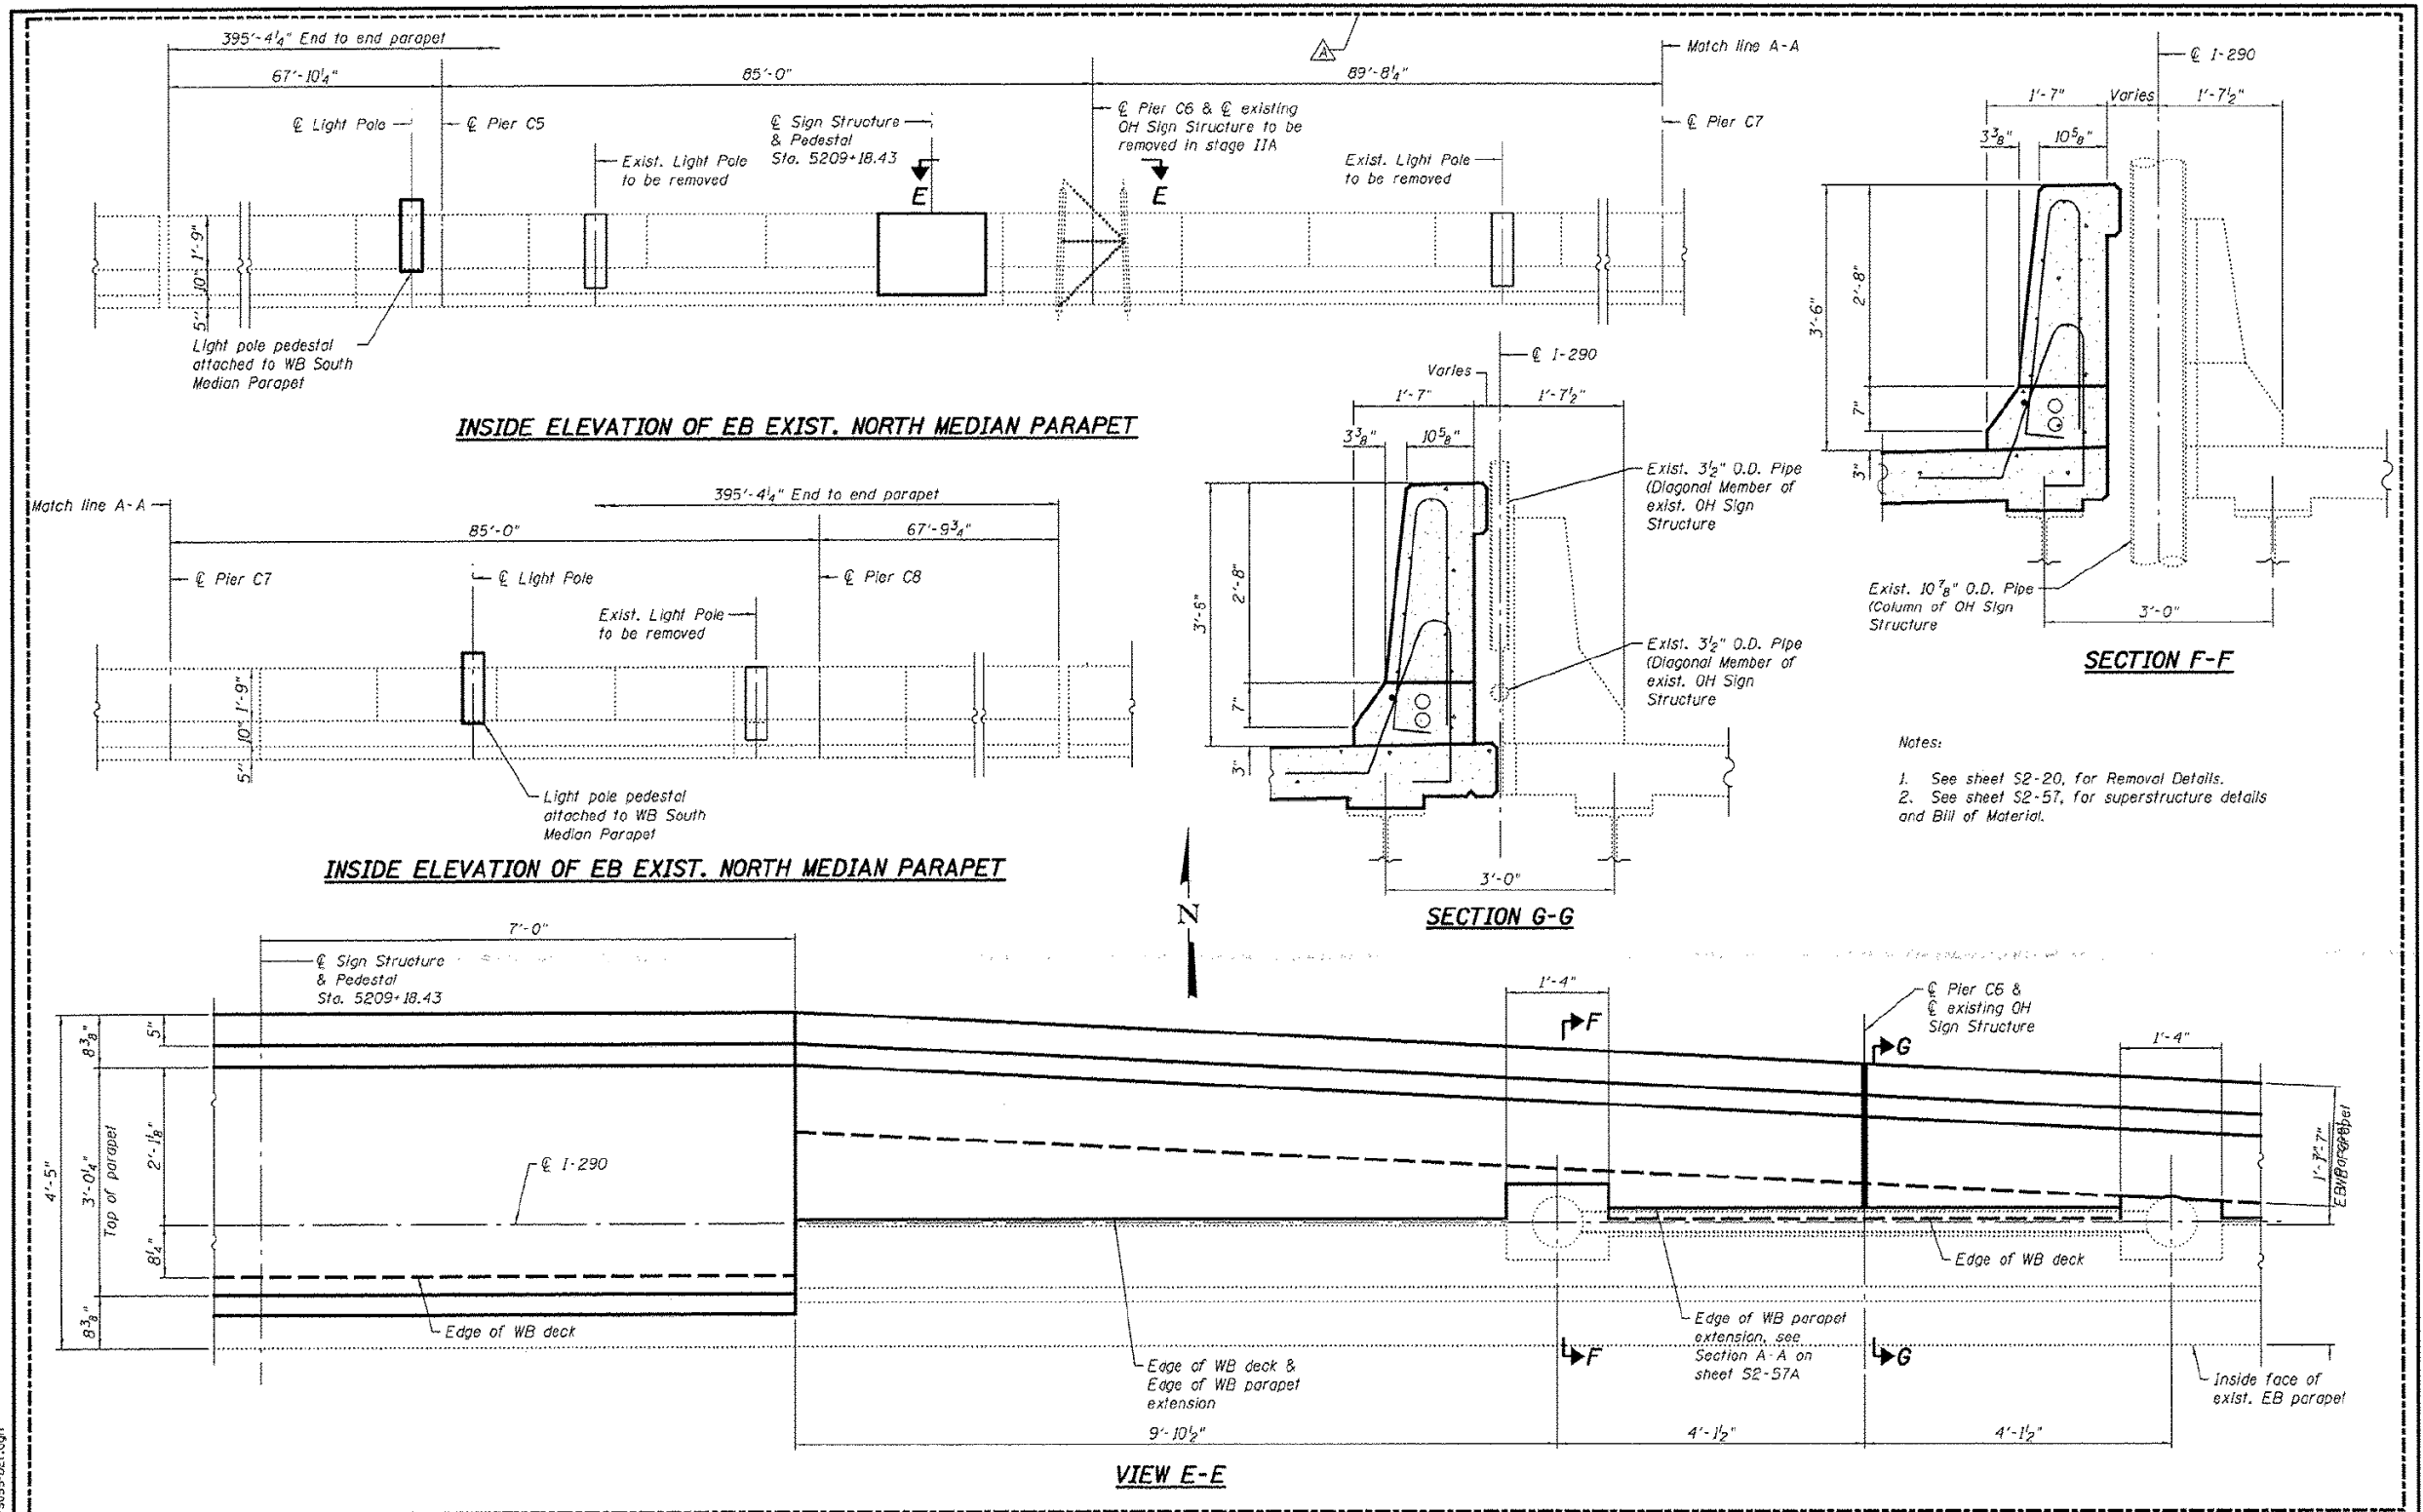 395'-4¼" End to end parapet
67'-10¼"
85'-0"
89'-8¼"
Match line A-A
A
℄ Light Pole
℄ Pier C5
℄ Sign Structure
& Pedestal
Sta. 5209+18.43
℄ Pier C6 & ℄ existing
OH Sign Structure to be
removed in stage IIA
℄ Pier C7
Exist. Light Pole
to be removed
E
E
Exist. Light Pole
to be removed
1'-9"
10"
5"
Light pole pedestal
attached to WB South
Median Parapet
INSIDE ELEVATION OF EB EXIST. NORTH MEDIAN PARAPET
℄ I-290
1'-7"
Varies
1'-7½"
3⅜"
10⅝"
3'-6"
2'-8"
7"
3"
Exist. 10⅞" O.D. Pipe
(Column of OH Sign
Structure
3'-0"
SECTION F-F
Match line A-A
395'-4¼" End to end parapet
85'-0"
67'-9¾"
℄ Pier C7
℄ Light Pole
℄ Pier C8
Exist. Light Pole
to be removed
1'-9"
10"
5"
Light pole pedestal
attached to WB South
Median Parapet
INSIDE ELEVATION OF EB EXIST. NORTH MEDIAN PARAPET
℄ I-290
Varies
1'-7"
1'-7½"
3⅜"
10⅝"
3'-6"
2'-8"
7"
3"
Exist. 3½" O.D. Pipe
(Diagonal Member of
exist. OH Sign
Structure
Exist. 3½" O.D. Pipe
(Diagonal Member of
exist. OH Sign
Structure
3'-0"
SECTION G-G
Notes:
1. See sheet S2-20, for Removal Details.
2. See sheet S2-57, for superstructure details
and Bill of Material.
N
7'-0"
℄ Sign Structure
& Pedestal
Sta. 5209+18.43
4'-5"
8⅜"
3'-0¼"
Top of parapet
8⅜"
5"
2'-1⅛"
8¼"
℄ I-290
Edge of WB deck
1'-4"
F
℄ Pier C6 &
℄ existing OH
Sign Structure
G
1'-4"
1'-7"
Edge of WB deck
Edge of WB parapet
extension, see
Section A-A on
sheet S2-57A
F
G
Edge of WB deck &
Edge of WB parapet
extension
Inside face of
exist. EB parapet
9'-10½"
4'-1½"
4'-1½"
VIEW E-E